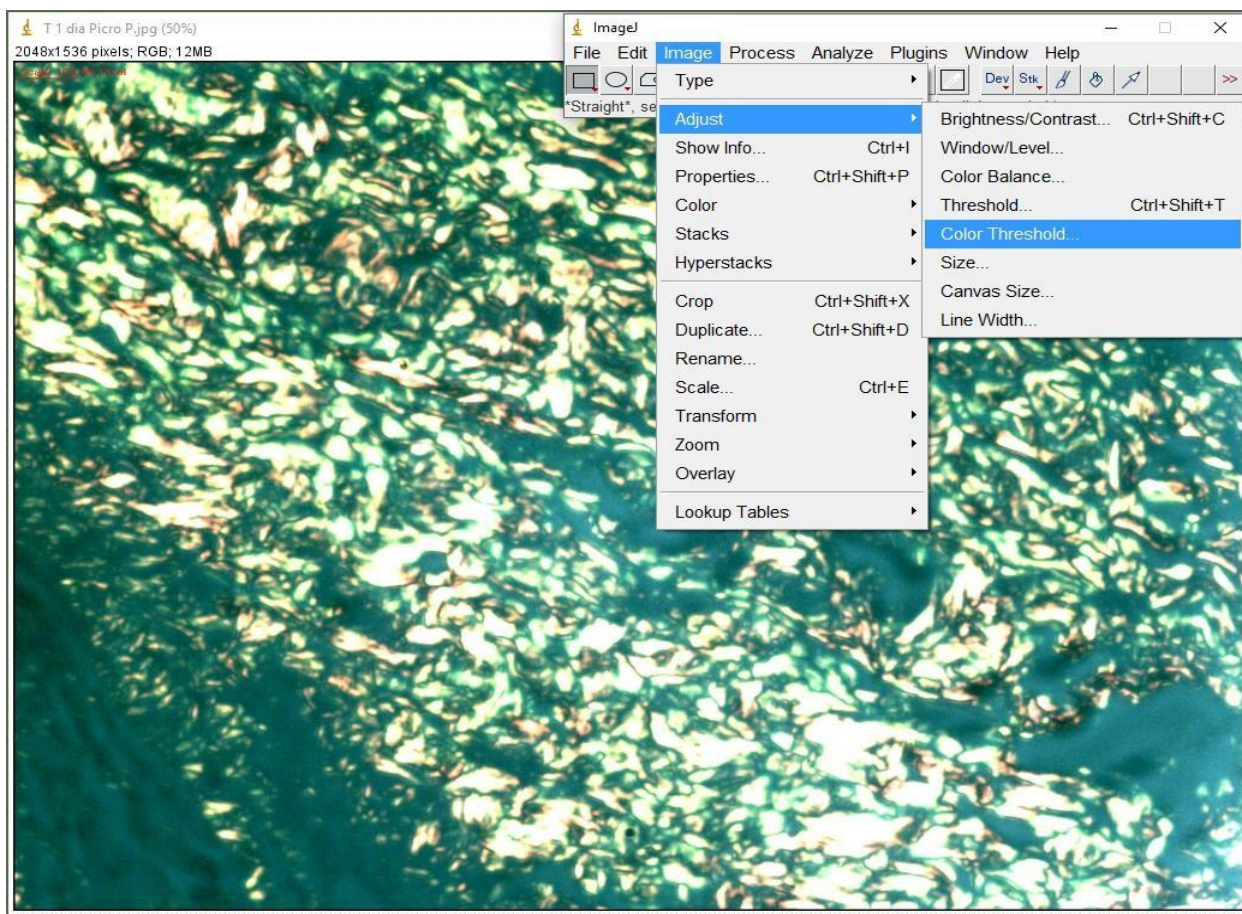 T 1 dia Picro P.jpg (50%)
2048x1536 pixels; RGB; 12MB
ImageJ
File Edit Image Process Analyze Plugins Window Help
Dev Stk >>
*Straight*, se
Type
Adjust
Show Info... Ctrl+I
Properties... Ctrl+Shift+P
Color
Stacks
Hyperstacks
Crop Ctrl+Shift+X
Duplicate... Ctrl+Shift+D
Rename...
Scale... Ctrl+E
Transform
Zoom
Overlay
Lookup Tables
Brightness/Contrast... Ctrl+Shift+C
Window/Level...
Color Balance...
Threshold... Ctrl+Shift+T
Color Threshold...
Size...
Canvas Size...
Line Width...